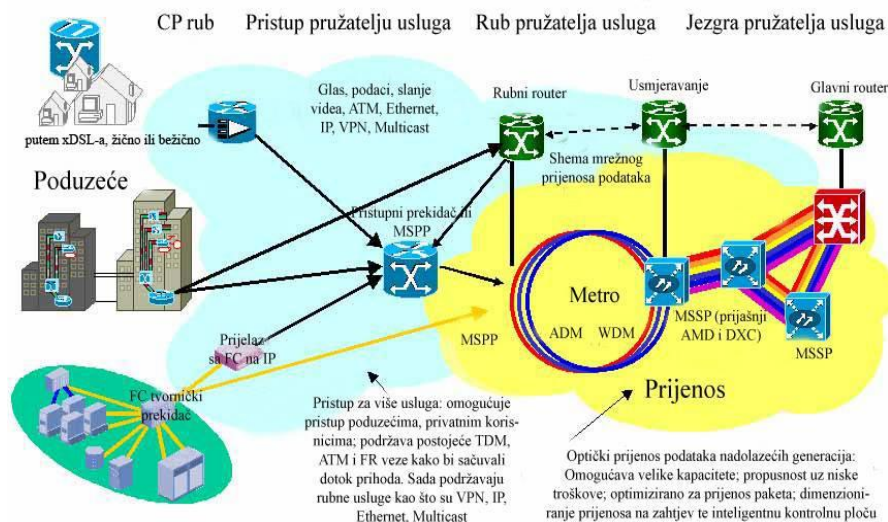 CP rub
Pristup pružatelju usluga
Rub pružatelja usluga
Jezgra pružatelja usluga
Glas, podaci, slanje
videa, ATM, Ethernet,
IP, VPN, Multicast
Rubni router
Usmjeravanje
Glavni router
putem xDSL-a, žično ili bežično
Shema mrežnog
prijenosa podataka
Poduzeće
Pristupni prekidač ili
MSPP
Metro
ADM WDM
MSPP
MSSP (prijašnji
AMD i DXC)
MSSP
Prijelaz
sa FC na IP
Prijenos
FC tvornički
prekidač
Pristup za više usluga: omogućuje
pristup poduzećima, privatnim koris-
nicima; podržava postojeće TDM,
ATM i FR veze kako bi sačuvali
dotok prihoda. Sada podržavaju
rubne usluge kao što su VPN, IP,
Ethernet, Multicast
Optički prijenos podataka nadolazećih generacija:
Omogućava velike kapacitete; propusnost uz niske
troškove; optimizirano za prijenos paketa; dimenzioni-
ranje prijenosa na zahtjev te inteligentnu kontrolnu ploču